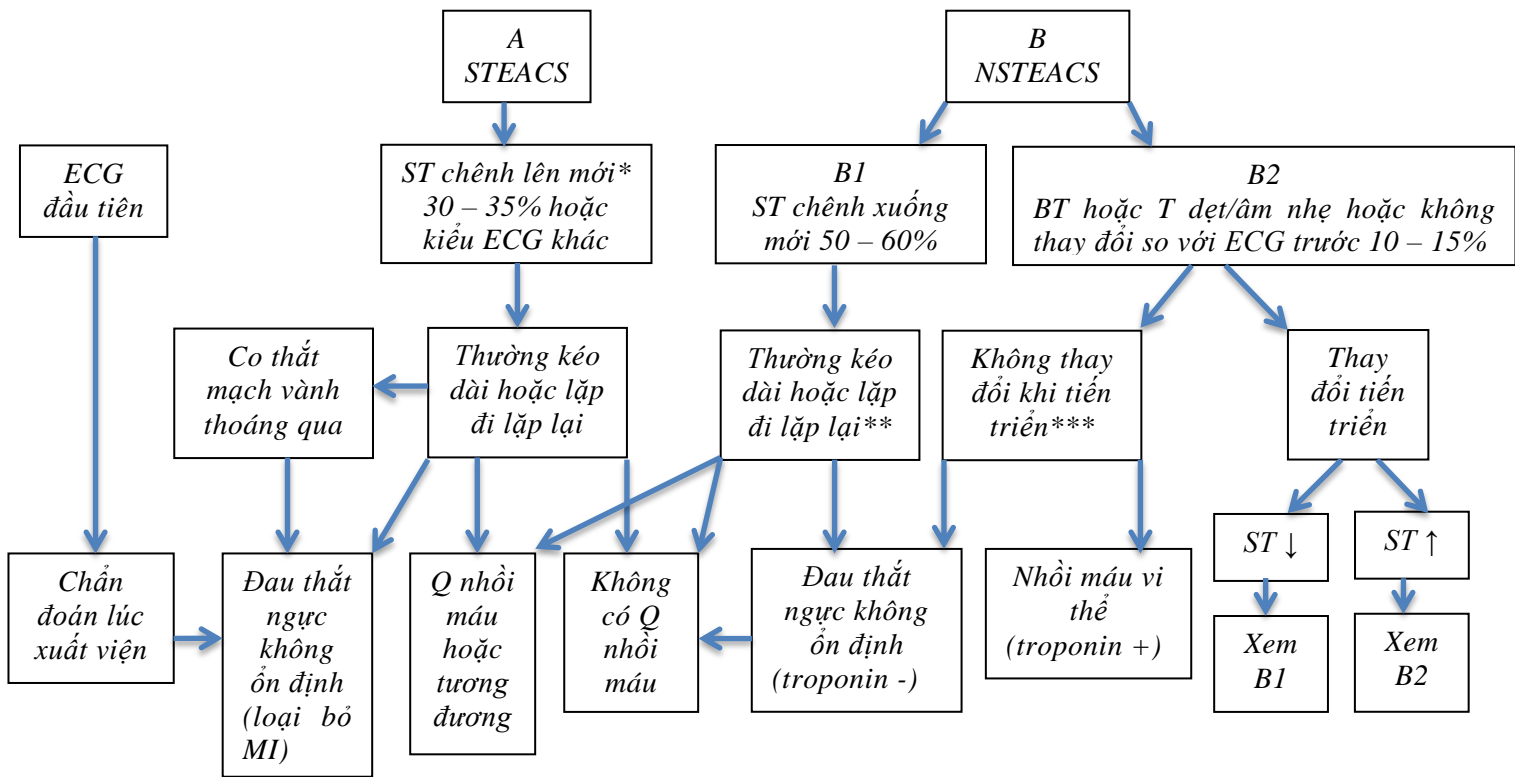 A
STEACS
B
NSTEACS
ECG
đầu tiên
ST chênh lên mới*
30 – 35% hoặc
kiểu ECG khác
B1
ST chênh xuống
mới 50 – 60%
B2
BT hoặc T dẹt/âm nhẹ hoặc không
thay đổi so với ECG trước 10 – 15%
Co thắt
mạch vành
thoáng qua
Thường kéo
dài hoặc lặp
đi lặp lại
Thường kéo
dài hoặc lặp
đi lặp lại**
Không thay
đổi khi tiến
triển***
Thay
đổi tiến
triển
ST ↓
ST ↑
Chẩn
đoán lúc
xuất viện
Đau thắt
ngực
không
ổn định
(loại bỏ
MI)
Q nhồi
máu
hoặc
tương
đương
Không
có Q
nhồi
máu
Đau thắt
ngực không
ổn định
(troponin -)
Nhồi máu vi
thể
(troponin +)
Xem
B1
Xem
B2